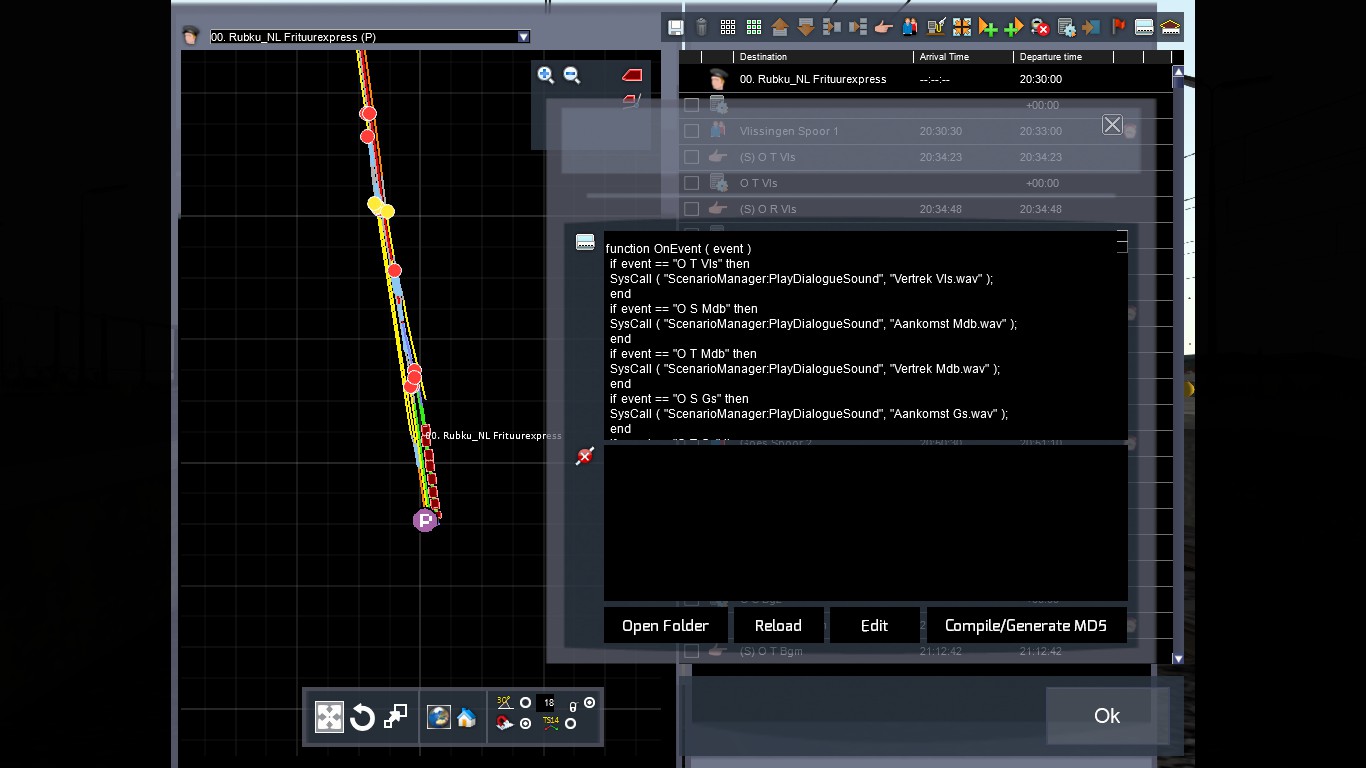 00. Rubku_NL Frituurexpress (P)
Destination Arrival Time Departure time
00. Rubku_NL Frituurexpress --:--:-- 20:30:00
+00:00
Vlissingen Spoor 1 20:30:30 20:33:00
(S) O T Vls 20:34:23 20:34:23
O T Vls +00:00
(S) O R Vls 20:34:48 20:34:48
function OnEvent ( event )
if event == "O T Vls" then
SysCall ( "ScenarioManager:PlayDialogueSound", "Vertrek Vls.wav" );
end
if event == "O S Mdb" then
SysCall ( "ScenarioManager:PlayDialogueSound", "Aankomst Mdb.wav" );
end
if event == "O T Mdb" then
SysCall ( "ScenarioManager:PlayDialogueSound", "Vertrek Mdb.wav" );
end
if event == "O S Gs" then
SysCall ( "ScenarioManager:PlayDialogueSound", "Aankomst Gs.wav" );
end
00. Rubku_NL Frituurexpress
P
Open Folder Reload Edit Compile/Generate MD5
(S) O T Bgm 21:12:42 21:12:42
30° 18
TS14
Ok